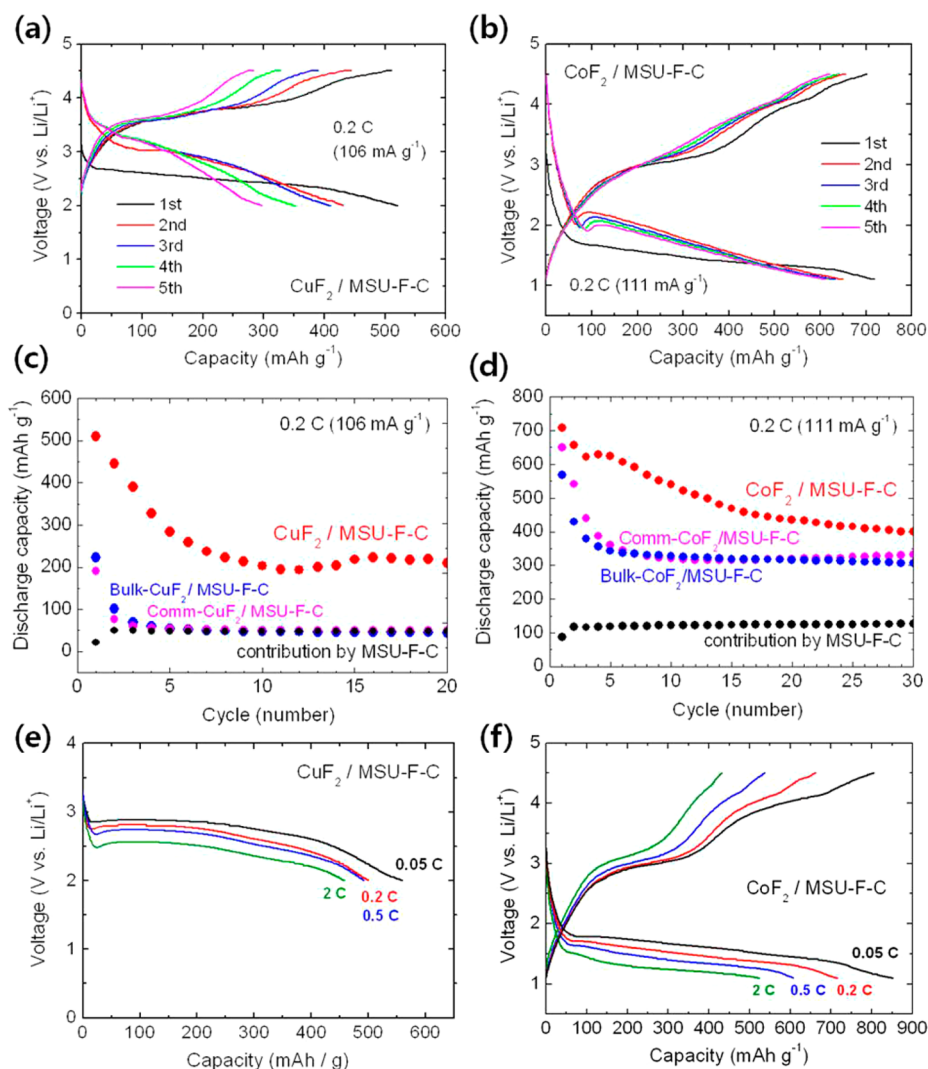 (a)
5
4
3
2
1
0
Voltage (V vs. Li/Li⁺)
0.2 C
(106 mA g⁻¹)
1st
2nd
3rd
4th
5th
CuF₂ / MSU-F-C
0 100 200 300 400 500 600
Capacity (mAh g⁻¹)
(b)
5
4
3
2
1
Voltage (V vs. Li/Li⁺)
CoF₂ / MSU-F-C
1st
2nd
3rd
4th
5th
0.2 C (111 mA g⁻¹)
0 100 200 300 400 500 600 700 800
Capacity (mAh g⁻¹)
(c)
600
500
400
300
200
100
0
Discharge capacity (mAh g⁻¹)
0.2 C (106 mA g⁻¹)
CuF₂ / MSU-F-C
Bulk-CuF₂ / MSU-F-C
Comm-CuF₂ / MSU-F-C
contribution by MSU-F-C
0 5 10 15 20
Cycle (number)
(d)
800
700
600
500
400
300
200
100
0
Discharge capacity (mAh g⁻¹)
0.2 C (111 mA g⁻¹)
CoF₂ / MSU-F-C
Comm-CoF₂/MSU-F-C
Bulk-CoF₂/MSU-F-C
contribution by MSU-F-C
0 5 10 15 20 25 30
Cycle (number)
(e)
4
3
2
1
0
Voltage (V vs. Li/Li⁺)
CuF₂ / MSU-F-C
0.05 C
2 C 0.2 C
0.5 C
0 100 200 300 400 500 600
Capacity (mAh / g)
(f)
5
4
3
2
1
Voltage (V vs. Li/Li⁺)
CoF₂ / MSU-F-C
0.05 C
2 C 0.5 C 0.2 C
0 100 200 300 400 500 600 700 800 900
Capacity (mAh g⁻¹)